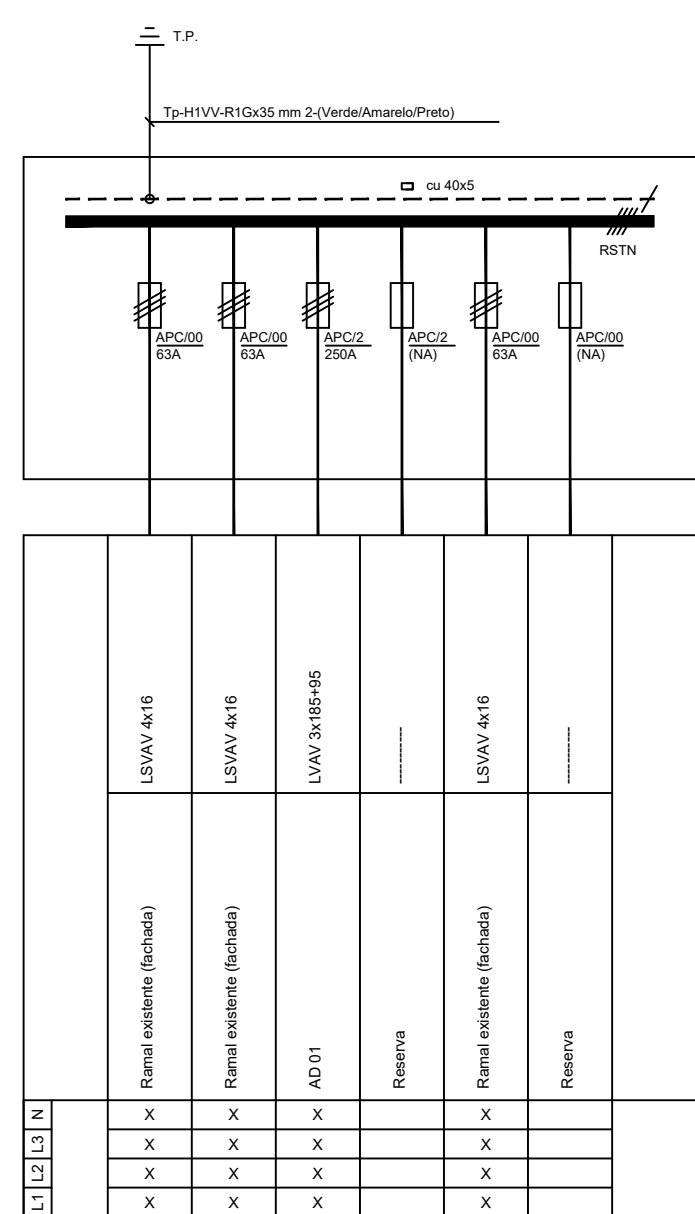 T.P.
Tp-H1VV-R1Gx35 mm 2-(Verde/Amarelo/Preto)
cu 40x5
RSTN
APC/00
63A
APC/00
63A
APC/2
250A
APC/2
(NA)
APC/00
63A
APC/00
(NA)
LSVAV 4x16
LSVAV 4x16
LVAV 3x185+95
----------
LSVAV 4x16
----------
Ramal existente (fachada)
Ramal existente (fachada)
AD 01
Reserva
Ramal existente (fachada)
Reserva
N X X X X
L3 X X X X
L2 X X X X
L1 X X X X